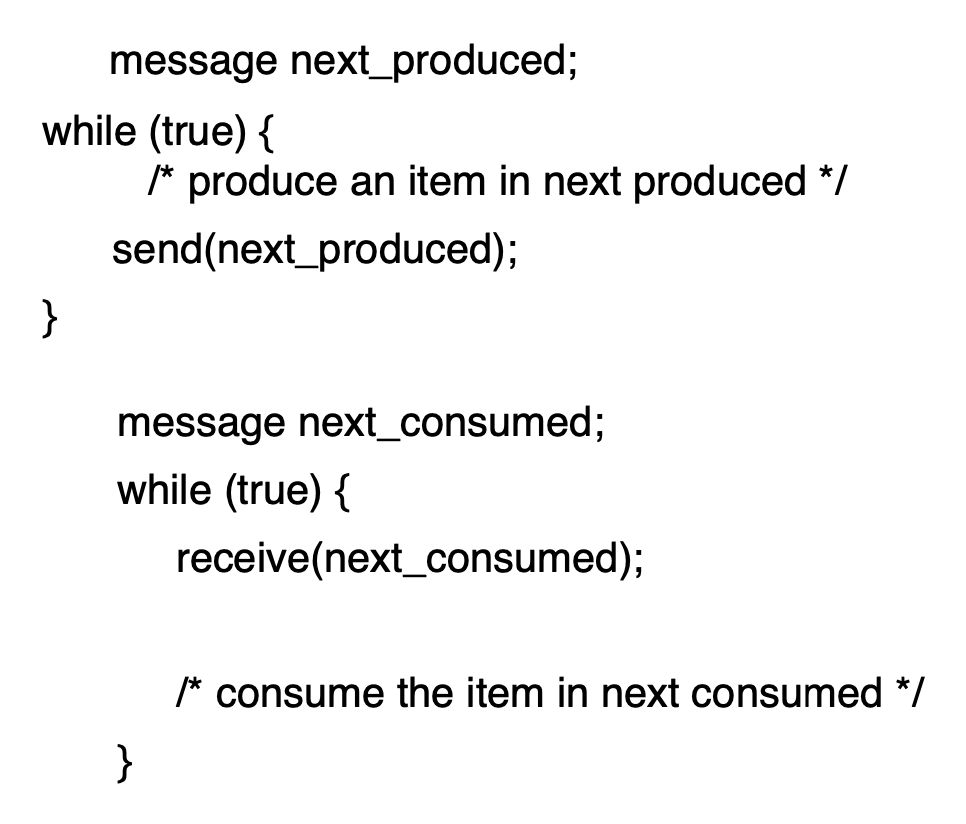 message next_produced;
while (true) {
/* produce an item in next produced */
send(next_produced);
}
message next_consumed;
while (true) {
receive(next_consumed);
/* consume the item in next consumed */
}